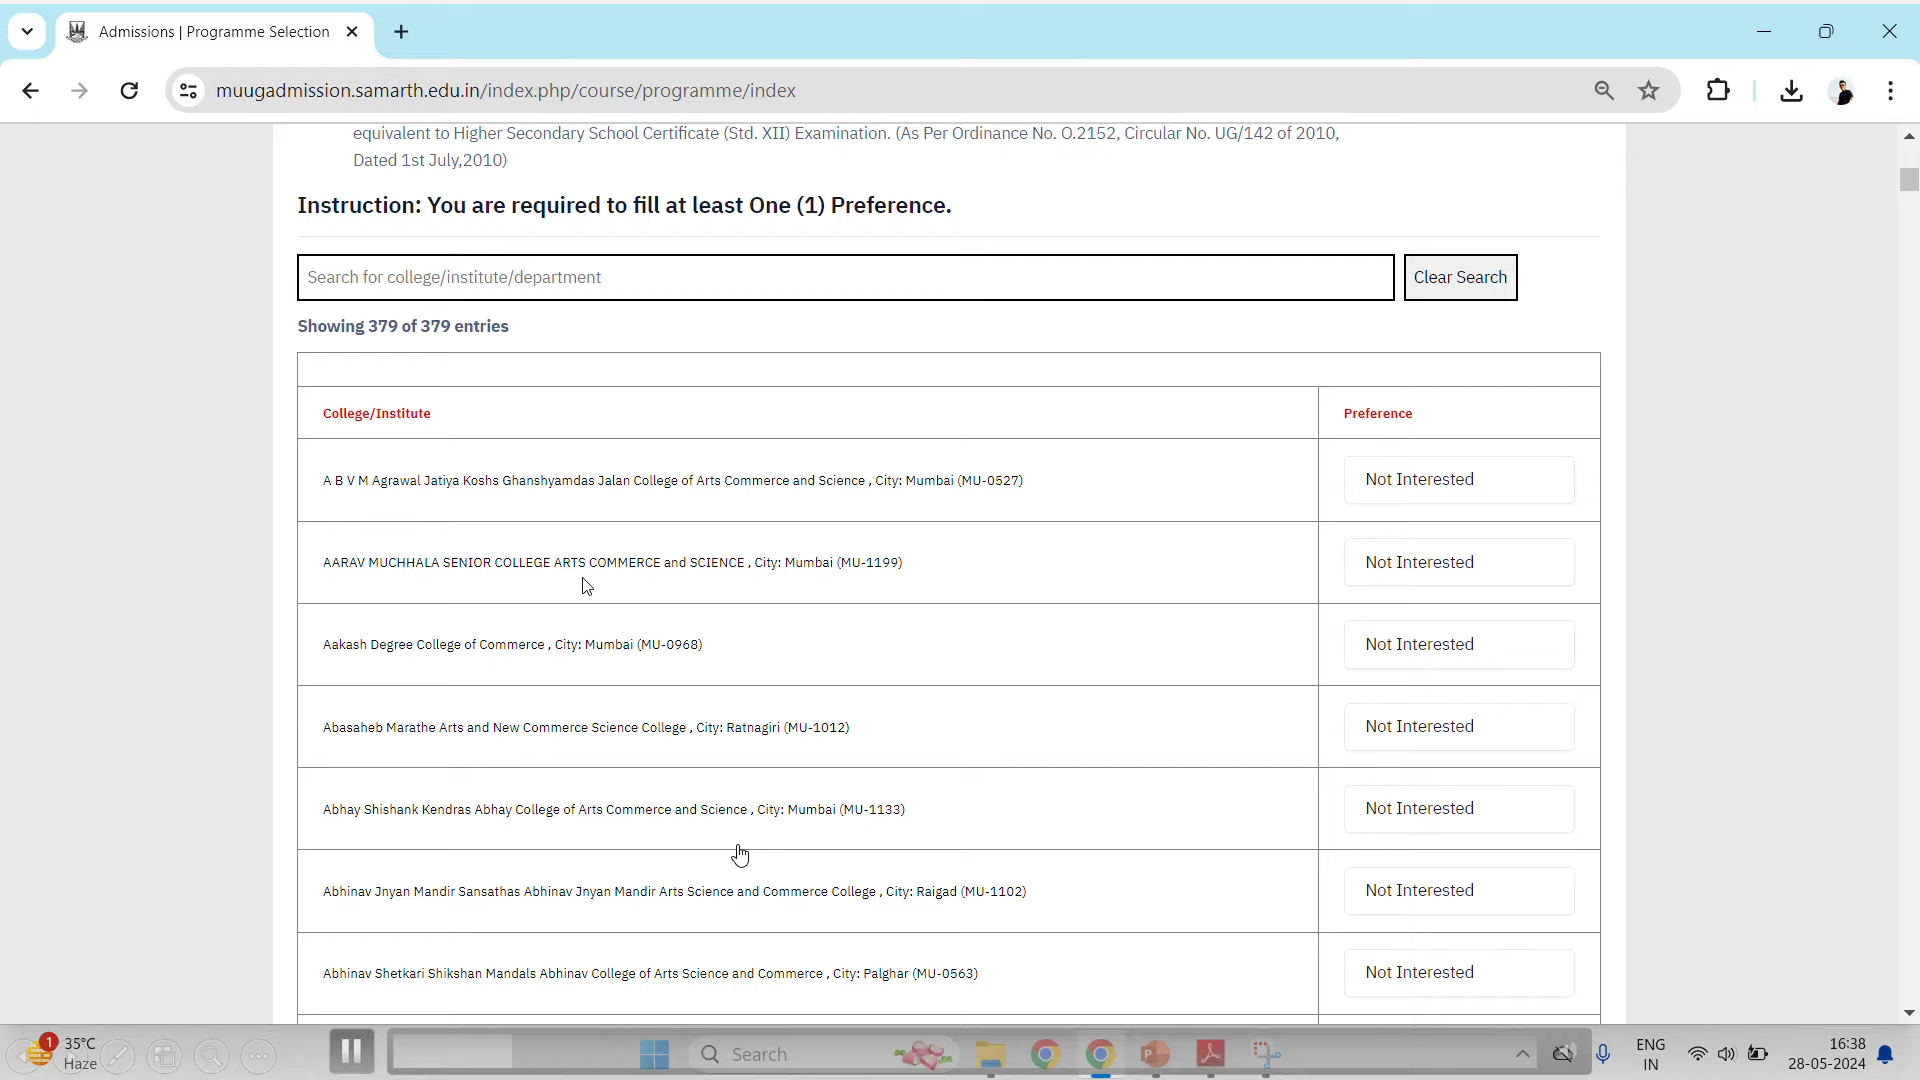 Admissions | Programme Selection
muugadmission.samarth.edu.in/index.php/course/programme/index
equivalent to Higher Secondary School Certificate (Std. XII) Examination. (As Per Ordinance No. O.2152, Circular No. UG/142 of 2010,
Dated 1st July,2010)
Instruction: You are required to fill at least One (1) Preference.
Search for college/institute/department
Clear Search
Showing 379 of 379 entries
College/Institute
Preference
A B V M Agrawal Jatiya Koshs Ghanshyamdas Jalan College of Arts Commerce and Science , City: Mumbai (MU-0527)
Not Interested
AARAV MUCHHALA SENIOR COLLEGE ARTS COMMERCE and SCIENCE , City: Mumbai (MU-1199)
Not Interested
Aakash Degree College of Commerce , City: Mumbai (MU-0968)
Not Interested
Abasaheb Marathe Arts and New Commerce Science College , City: Ratnagiri (MU-1012)
Not Interested
Abhay Shishank Kendras Abhay College of Arts Commerce and Science , City: Mumbai (MU-1133)
Not Interested
Abhinav Jnyan Mandir Sansathas Abhinav Jnyan Mandir Arts Science and Commerce College , City: Raigad (MU-1102)
Not Interested
Abhinav Shetkari Shikshan Mandals Abhinav College of Arts Science and Commerce , City: Palghar (MU-0563)
Not Interested
1
35°C
Haze
Search
ENG
IN
16:38
28-05-2024